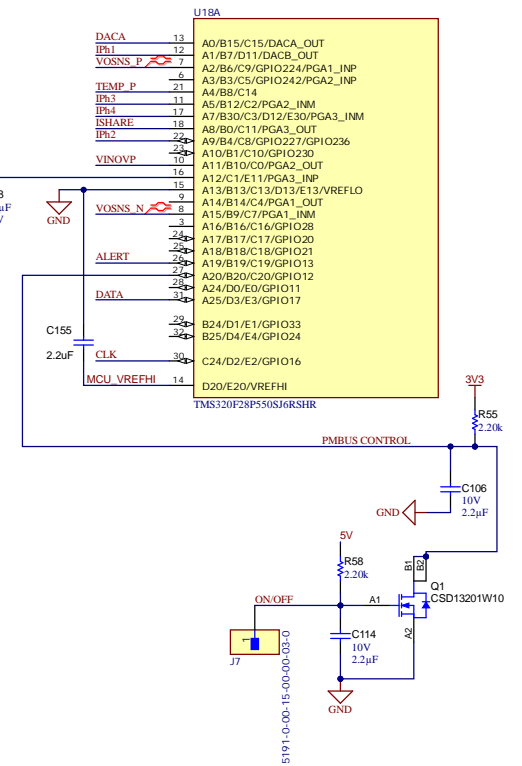 U18A
DACA 13 A0/B15/C15/DACA_OUT
IPh1 12 A1/B7/D11/DACB_OUT
VOSNS_P 7 A2/B6/C9/GPIO224/PGA1_INP
6 A3/B3/C5/GPIO242/PGA2_INP
TEMP_P 21 A4/B8/C14
IPh3 11 A5/B12/C2/PGA2_INM
IPh4 17 A7/B30/C3/D12/E30/PGA3_INM
ISHARE 18 A8/B0/C11/PGA3_OUT
IPh2 22 A9/B4/C8/GPIO227/GPIO236
23 A10/B1/C10/GPIO230
VINOVP 10 A11/B10/C0/PGA2_OUT
16 A12/C1/E11/PGA3_INP
15 A13/B13/C13/D13/E13/VREFLO
9 A14/B14/C4/PGA1_OUT
VOSNS_N 8 A15/B9/C7/PGA1_INM
3 A16/B16/C16/GPIO28
24 A17/B17/C17/GPIO20
25 A18/B18/C18/GPIO21
ALERT 26 A19/B19/C19/GPIO13
27 A20/B20/C20/GPIO12
28 A24/D0/E0/GPIO11
DATA 31 A25/D3/E3/GPIO17
29 B24/D1/E1/GPIO33
32 B25/D4/E4/GPIO24
CLK 30 C24/D2/E2/GPIO16
MCU_VREFHI 14 D20/E20/VREFHI
TMS320F28P550SJ6RSHR
3
µF
V
GND
C155
2.2uF
3V3
R55
2.20k
PMBUS CONTROL
C106
10V
2.2µF
GND
5V
R58
2.20k
B1
B2
Q1
CSD13201W10
ON/OFF
A1
A2
1
J7
C114
10V
2.2µF
GND
5191-0-00-15-00-00-03-0